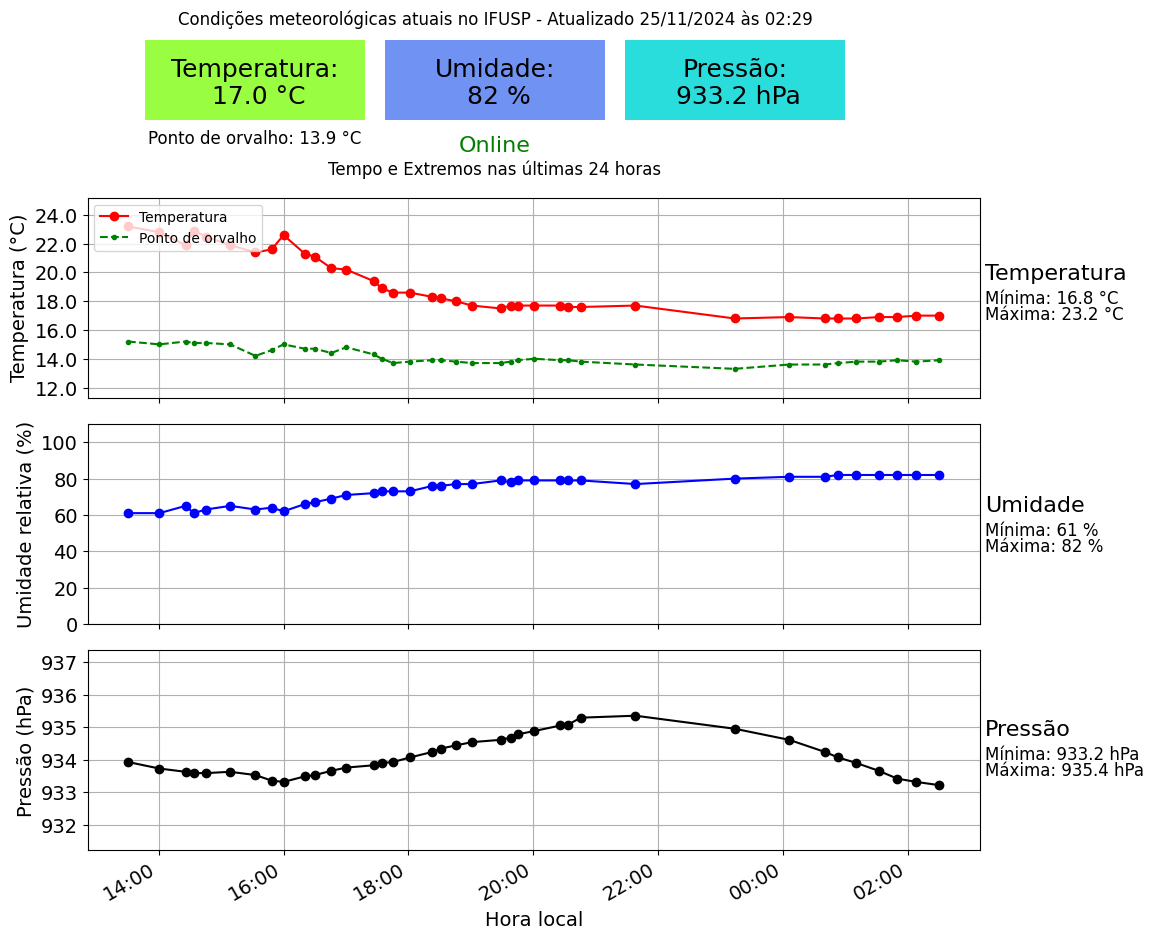 Condições meteorológicas atuais no IFUSP - Atualizado 25/11/2024 às 02:29
Temperatura:
17.0 °C
Umidade:
82 %
Pressão:
933.2 hPa
Ponto de orvalho: 13.9 °C
Online
Tempo e Extremos nas últimas 24 horas
Temperatura (°C)
24.0
22.0
20.0
18.0
16.0
14.0
12.0
Temperatura
Ponto de orvalho
Temperatura
Mínima: 16.8 °C
Máxima: 23.2 °C
Umidade relativa (%)
100
80
60
40
20
0
Umidade
Mínima: 61 %
Máxima: 82 %
Pressão (hPa)
937
936
935
934
933
932
Pressão
Mínima: 933.2 hPa
Máxima: 935.4 hPa
14:00
16:00
18:00
20:00
22:00
00:00
02:00
Hora local